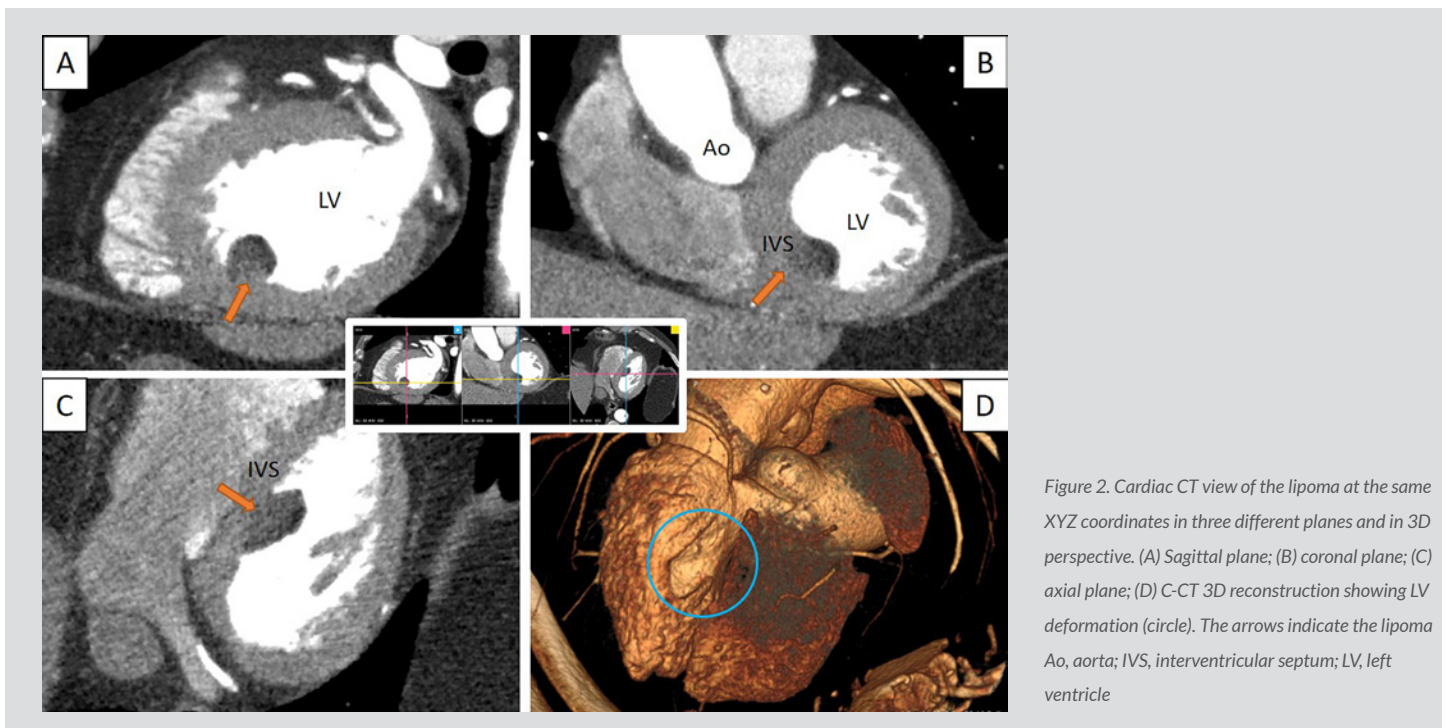 A
LV
B
Ao
LV
IVS
C
IVS
D
Figure 2. Cardiac CT view of the lipoma at the same
XYZ coordinates in three different planes and in 3D
perspective. (A) Sagittal plane; (B) coronal plane; (C)
axial plane; (D) C-CT 3D reconstruction showing LV
deformation (circle). The arrows indicate the lipoma
Ao, aorta; IVS, interventricular septum; LV, left
ventricle